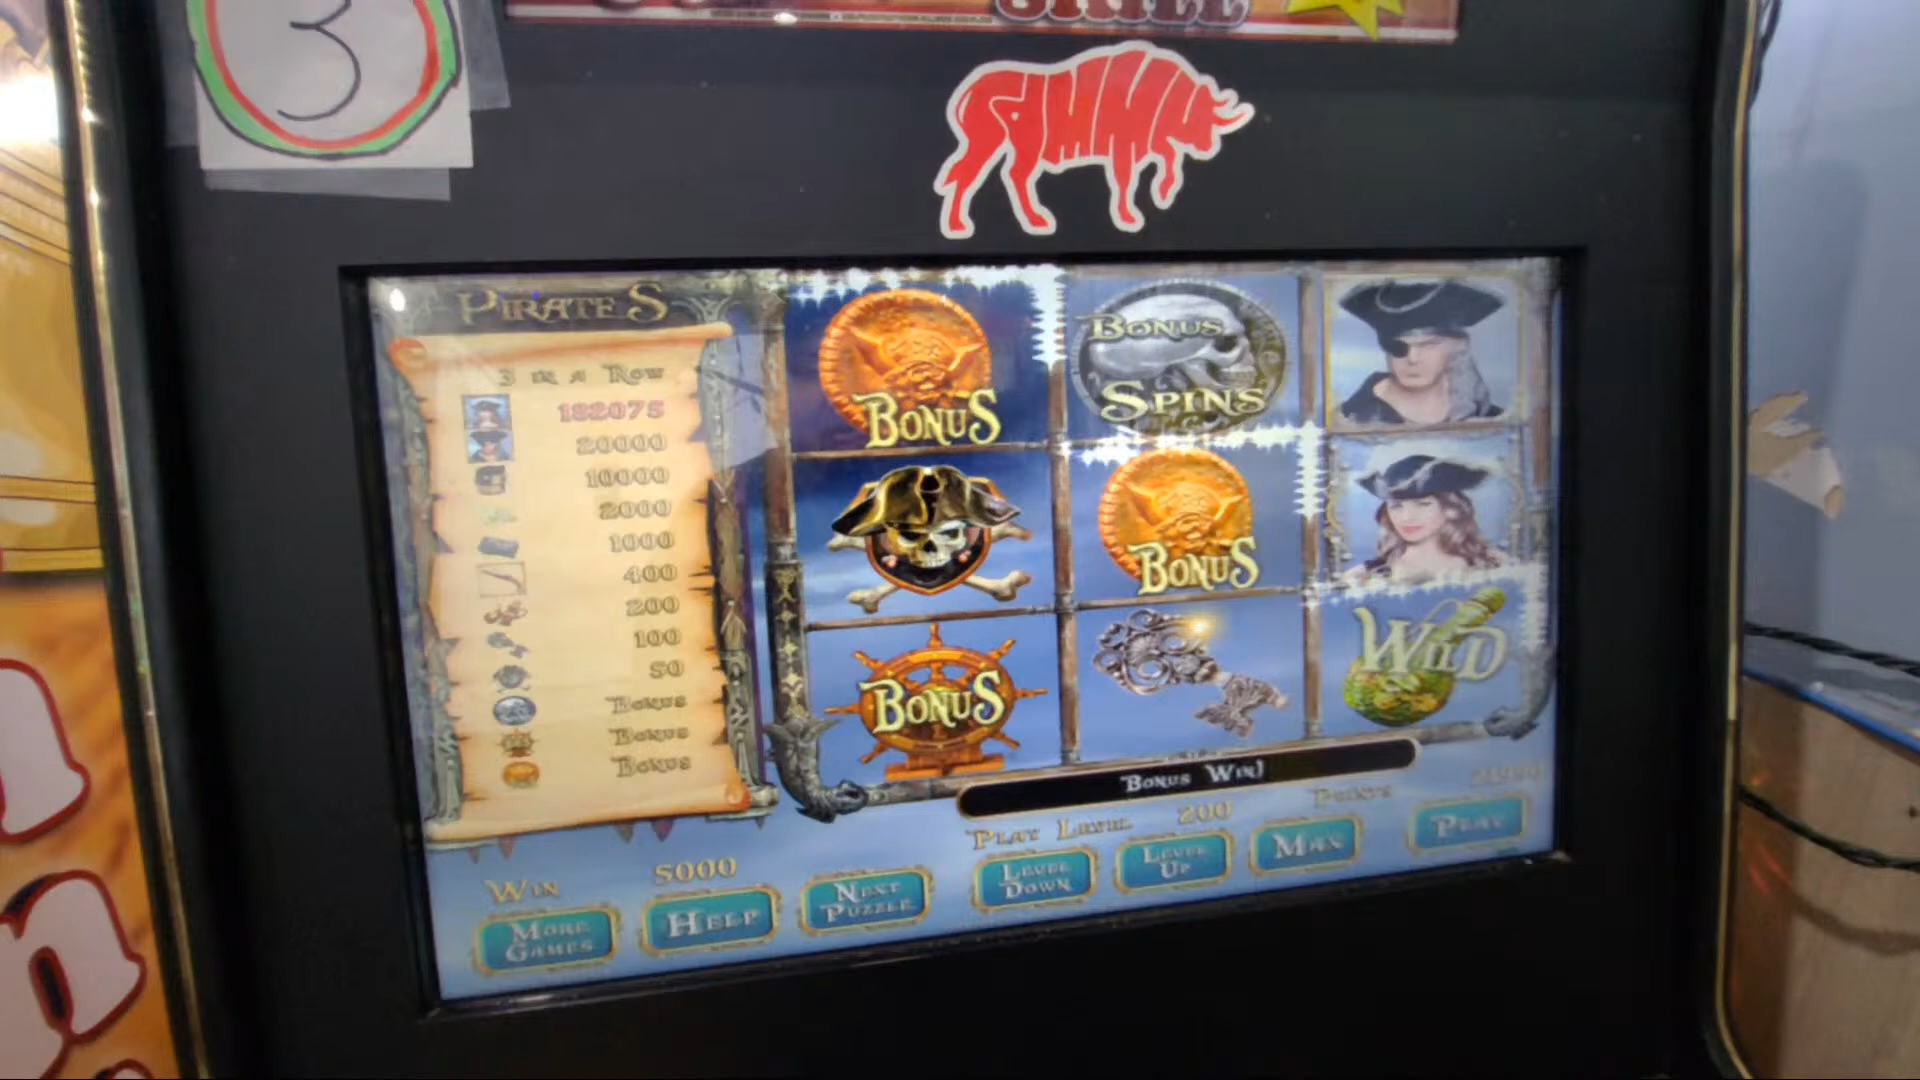 3
SKILL
SAMMY
PIRATES
3 IN A ROW
182075
20000
10000
2000
1000
400
200
100
50
BONUS
BONUS
BONUS
BONUS
BONUS SPINS
BONUS
BONUS
WILD
BONUS WIN!
WIN 5000
PLAY LEVEL 200
POINTS
MORE GAMES
HELP
NEXT PUZZLE
LEVEL DOWN
LEVEL UP
MAX
PLAY